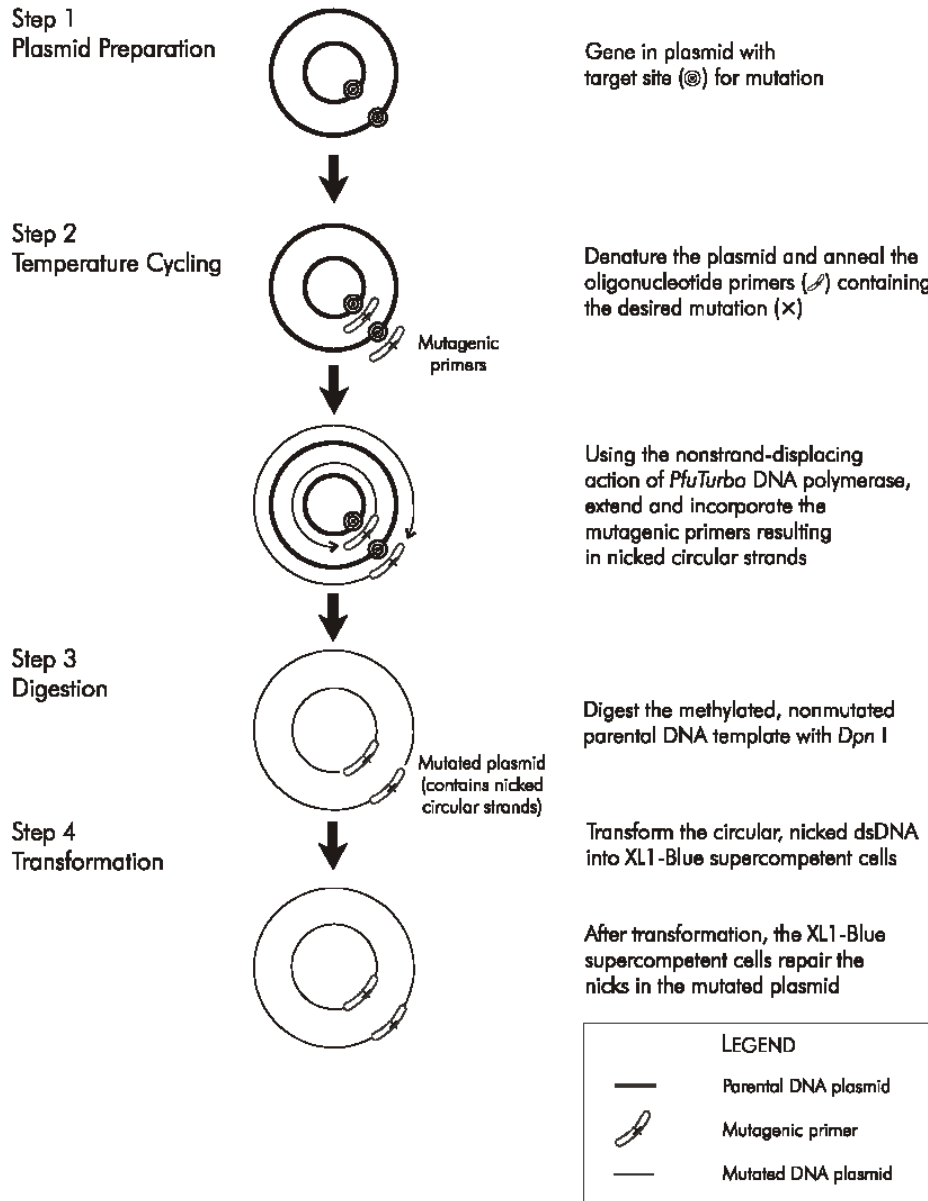 Step 1
Plasmid Preparation
Gene in plasmid with
target site (◎) for mutation
Step 2
Temperature Cycling
Denature the plasmid and anneal the
oligonucleotide primers ( ) containing
the desired mutation (×)
Mutagenic
primers
Using the nonstrand-displacing
action of PfuTurbo DNA polymerase,
extend and incorporate the
mutagenic primers resulting
in nicked circular strands
Step 3
Digestion
Digest the methylated, nonmutated
parental DNA template with Dpn I
Mutated plasmid
(contains nicked
circular strands)
Step 4
Transformation
Transform the circular, nicked dsDNA
into XL1-Blue supercompetent cells
After transformation, the XL1-Blue
supercompetent cells repair the
nicks in the mutated plasmid
LEGEND
Parental DNA plasmid
Mutagenic primer
Mutated DNA plasmid